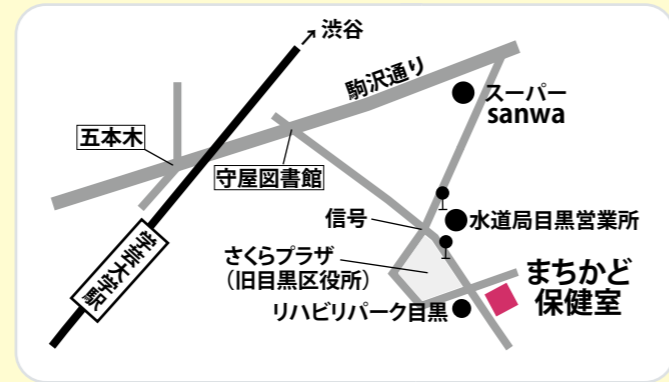 渋谷
駒沢通り
スーパー
sanwa
五本木
守屋図書館
信号
水道局目黒営業所
学芸大学駅
さくらプラザ
（旧目黒区役所）
まちかど
保健室
リハビリパーク目黒